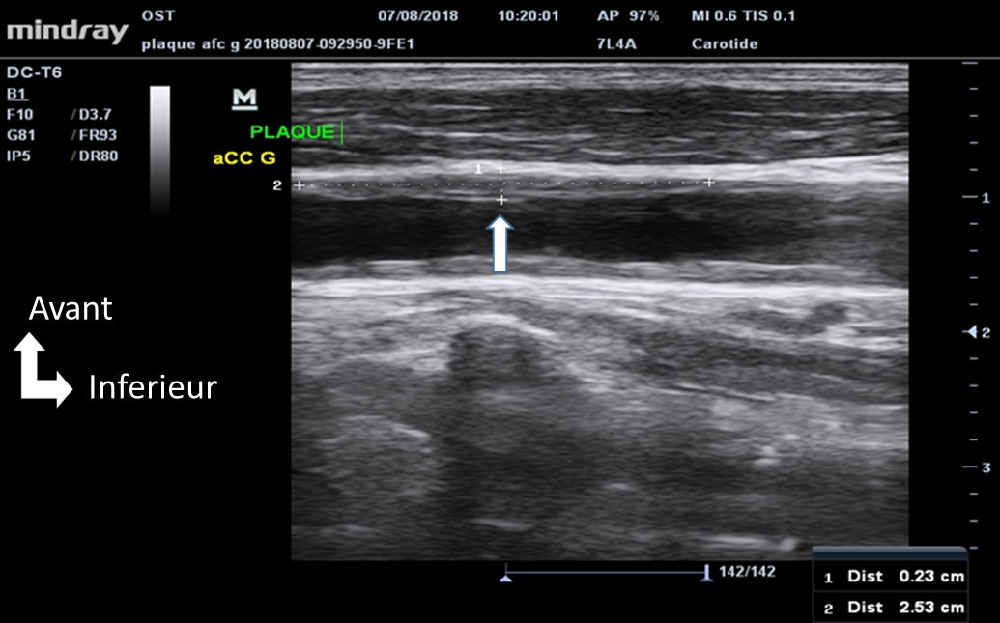 mindray
OST 07/08/2018 10:20:01 AP 97% MI 0.6 TIS 0.1
plaque afc g 20180807-092950-9FE1 7L4A Carotide
DC-T6
B1
F10 / D3.7
G81 / FR93
IP5 / DR80
M
PLAQUE
aCC G
1
2
1
2
3
Avant
Inferieur
142/142
1 Dist 0.23 cm
2 Dist 2.53 cm